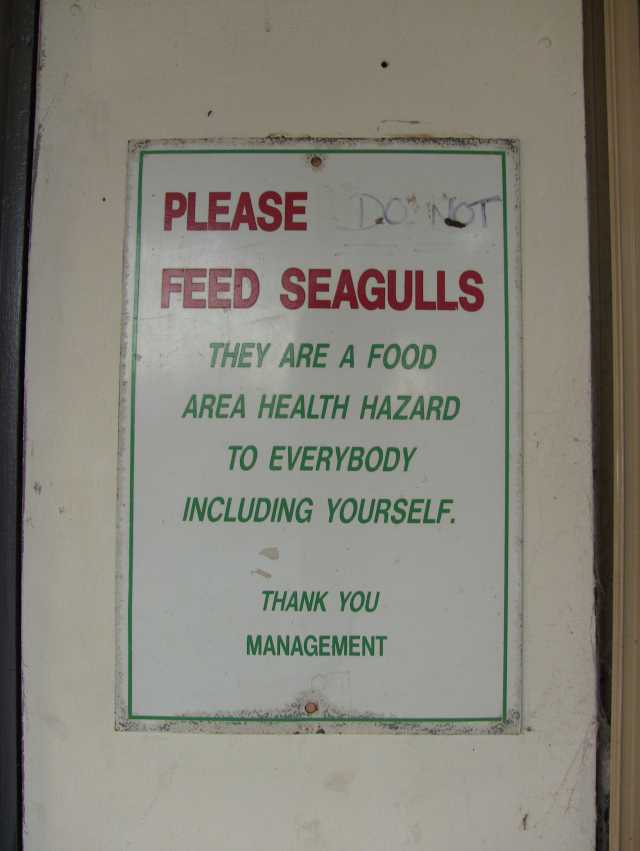 PLEASE DO NOT
FEED SEAGULLS
THEY ARE A FOOD
AREA HEALTH HAZARD
TO EVERYBODY
INCLUDING YOURSELF.
THANK YOU
MANAGEMENT